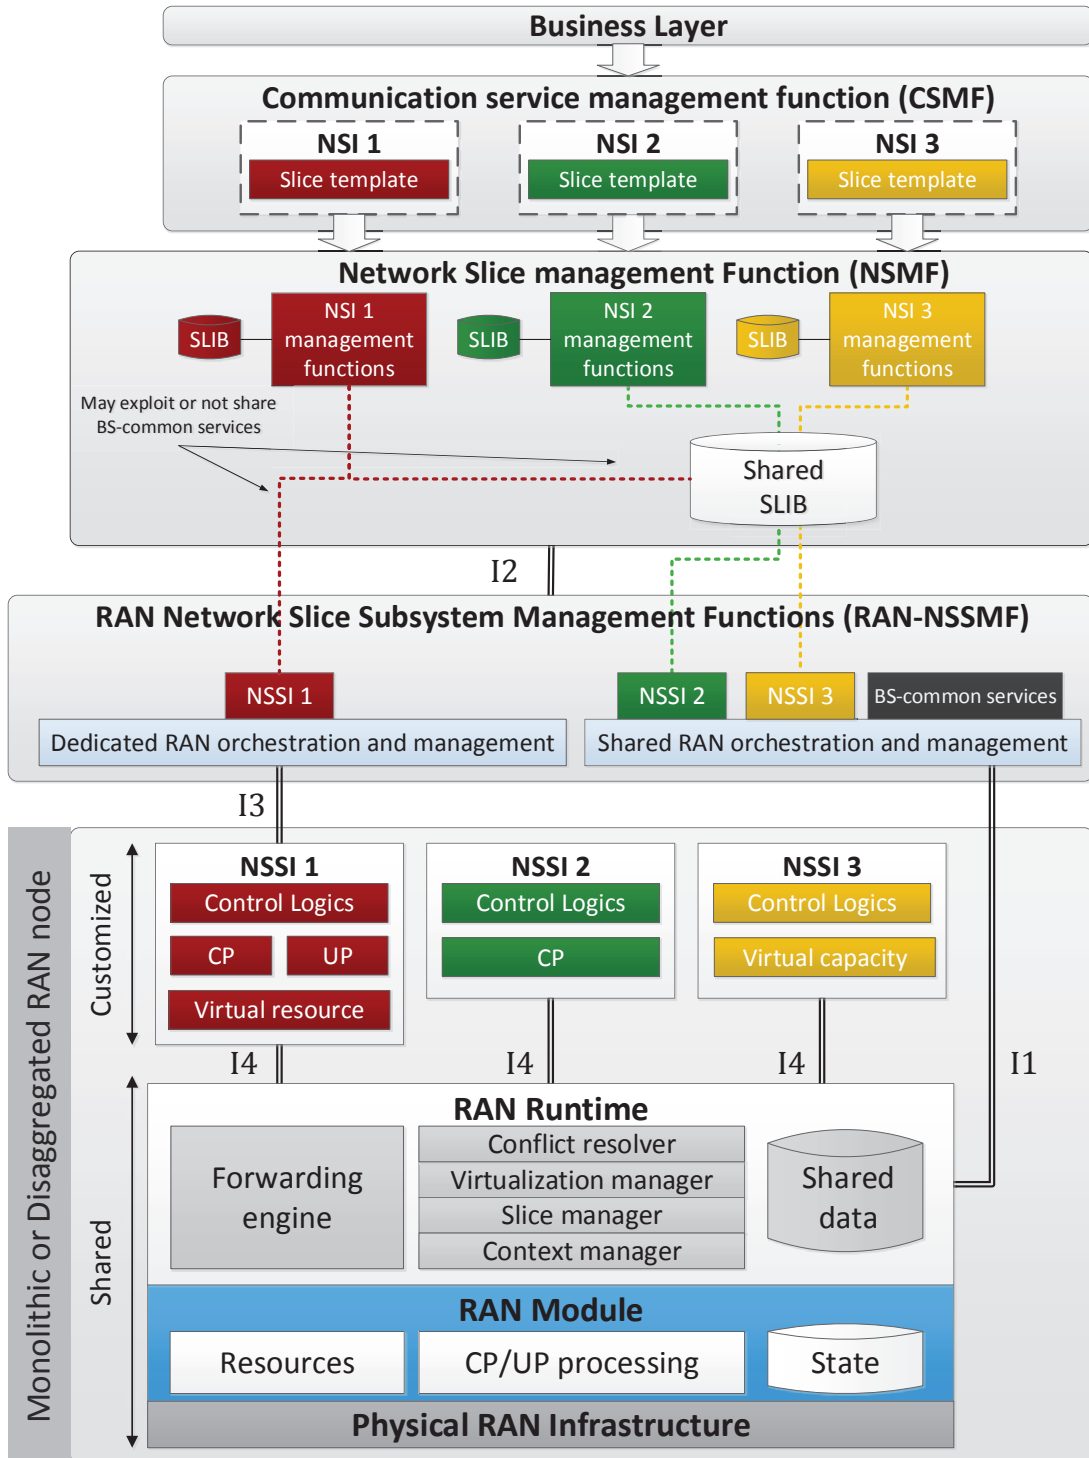 Business Layer
Communication service management function (CSMF)
NSI 1
Slice template
NSI 2
Slice template
NSI 3
Slice template
Network Slice management Function (NSMF)
SLIB
NSI 1
management
functions
SLIB
NSI 2
management
functions
SLIB
NSI 3
management
functions
May exploit or not share
BS-common services
Shared
SLIB
I2
RAN Network Slice Subsystem Management Functions (RAN-NSSMF)
NSSI 1
NSSI 2
NSSI 3
BS-common services
Dedicated RAN orchestration and management
Shared RAN orchestration and management
I3
Monolithic or Disaggregated RAN node
Customized
NSSI 1
Control Logics
CP
UP
Virtual resource
NSSI 2
Control Logics
CP
NSSI 3
Control Logics
Virtual capacity
I4
I4
I4
I1
Shared
RAN Runtime
Forwarding
engine
Conflict resolver
Virtualization manager
Slice manager
Context manager
Shared
data
RAN Module
Resources
CP/UP processing
State
Physical RAN Infrastructure